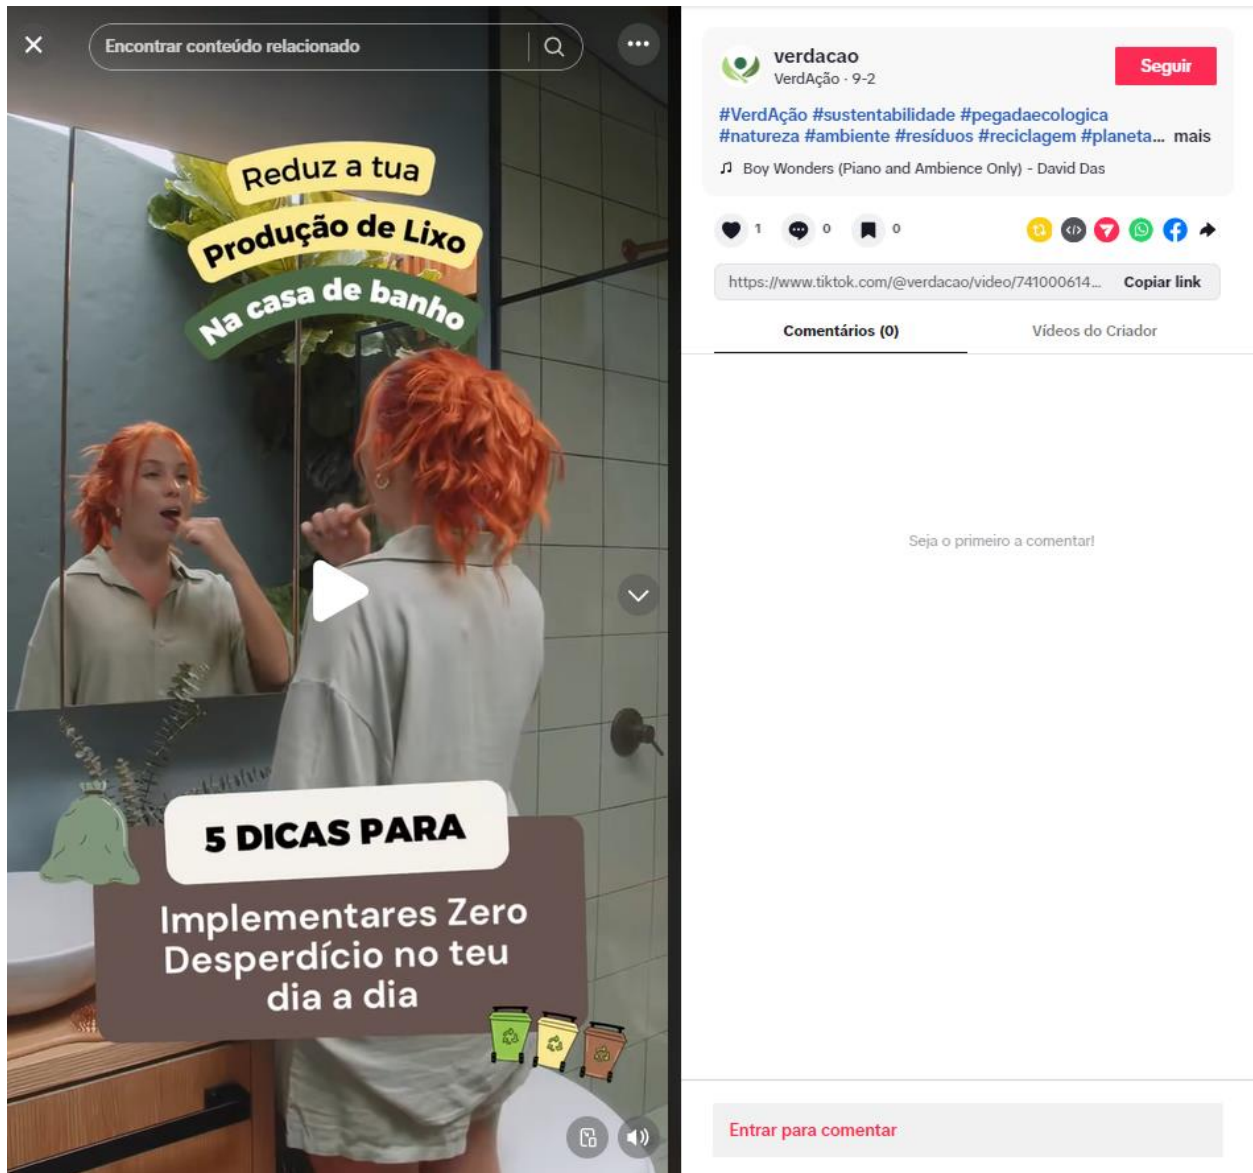 Encontrar conteúdo relacionado
Reduz a tua
Produção de Lixo
Na casa de banho
5 DICAS PARA
Implementares Zero
Desperdício no teu
dia a dia
verdacao
VerdAção · 9-2
Seguir
#VerdAção #sustentabilidade #pegadaecologica
#natureza #ambiente #resíduos #reciclagem #planeta... mais
Boy Wonders (Piano and Ambience Only) - David Das
1 0 0
https://www.tiktok.com/@verdacao/video/741000614... Copiar link
Comentários (0) Vídeos do Criador
Seja o primeiro a comentar!
Entrar para comentar